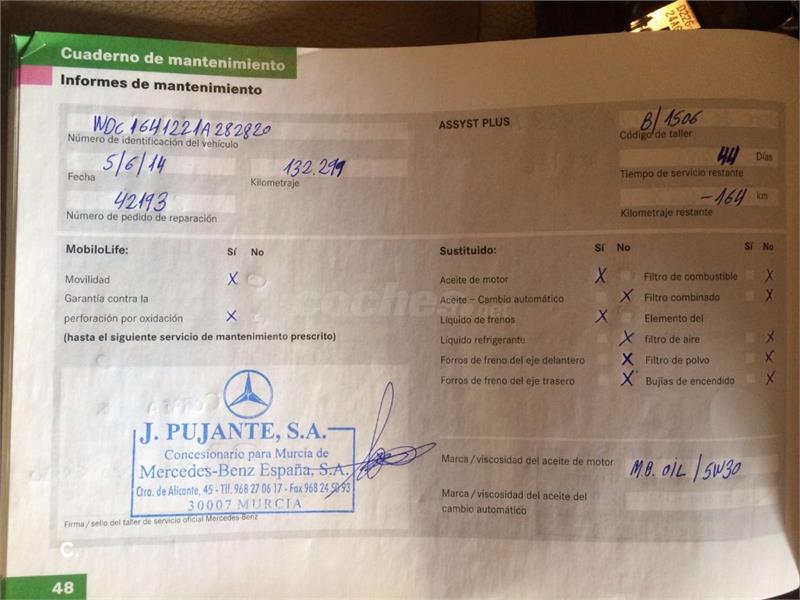 D226
Cuaderno de mantenimiento
Informes de mantenimiento
WDC1641221A282820
Número de identificación del vehículo
ASSYST PLUS
B/1506
Código de taller
5/6/14
Fecha
132.299
Kilometraje
44 Días
Tiempo de servicio restante
42193
Número de pedido de reparación
-164 km
Kilometraje restante
MobiloLife: Sí No
Sustituido: Sí No Sí No
Movilidad X
Aceite de motor X Filtro de combustible X
Garantía contra la
Aceite – Cambio automático X Filtro combinado X
perforación por oxidación X
Líquido de frenos X Elemento del
(hasta el siguiente servicio de mantenimiento prescrito)
Líquido refrigerante X filtro de aire X
Forros de freno del eje delantero X Filtro de polvo X
Forros de freno del eje trasero X Bujías de encendido X
coches.net
J. PUJANTE, S.A.
Concesionario para Murcia de
Mercedes-Benz España, S.A.
Ctra. de Alicante, 45 - Tlf. 968 27 06 17 - Fax 968 24 50 93
30007 MURCIA
Firma/sello del taller de servicio oficial Mercedes-Benz
Marca/viscosidad del aceite de motor M.B. OIL/5W30
Marca/viscosidad del aceite del
cambio automático
C.
48